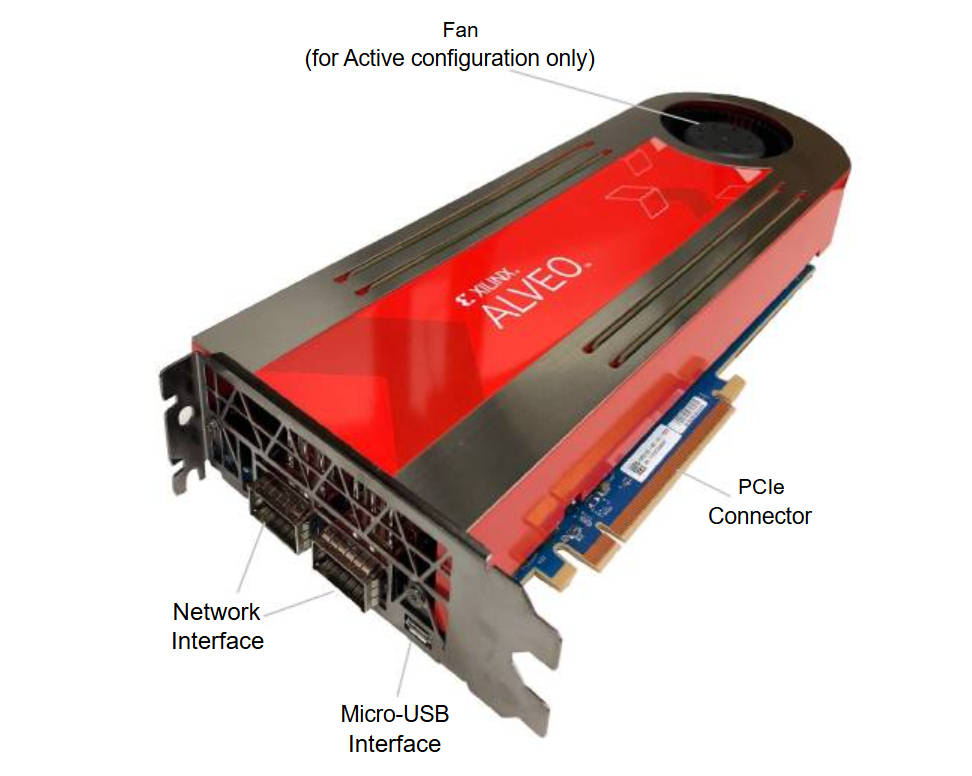 Fan
(for Active configuration only)
XILINX
ALVEO
PCIe
Connector
Network
Interface
Micro-USB
Interface